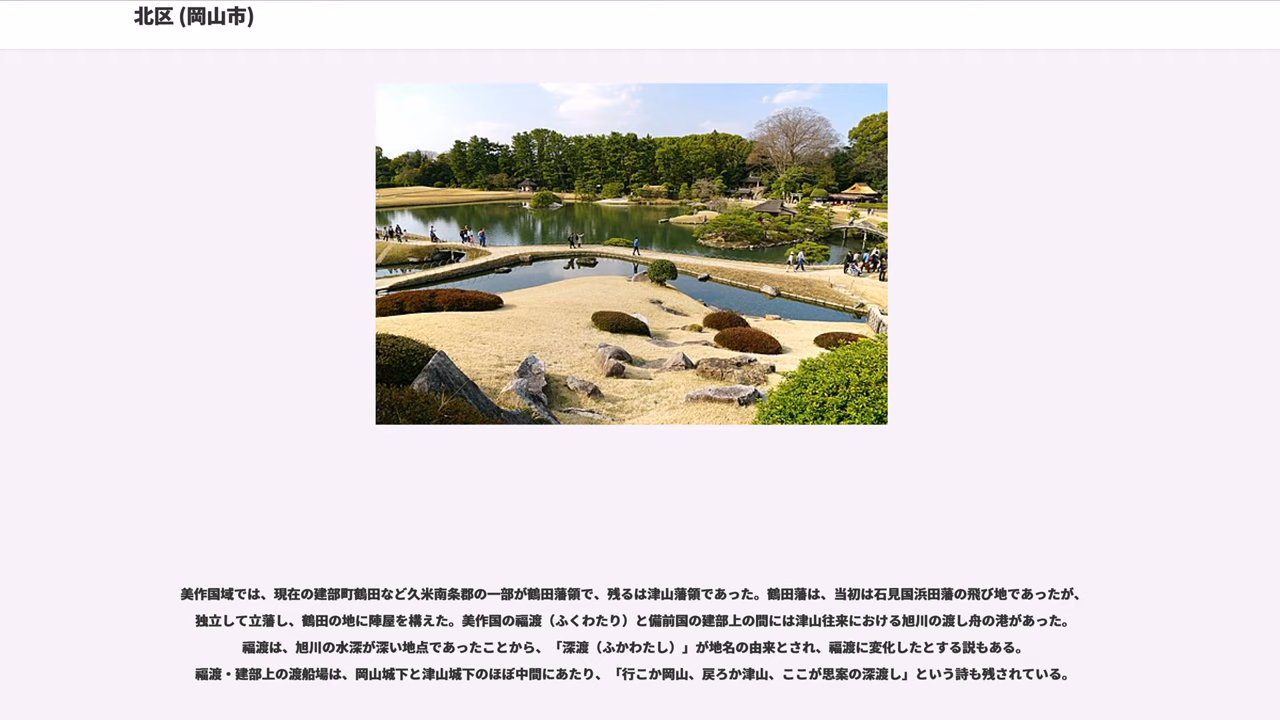 北区 (岡山市)
美作国域では、現在の建部町鶴田など久米南条郡の一部が鶴田藩領で、残るは津山藩領であった。鶴田藩は、当初は石見国浜田藩の飛び地であったが、
独立して立藩し、鶴田の地に陣屋を構えた。美作国の福渡（ふくわたり）と備前国の建部上の間には津山往来における旭川の渡し舟の港があった。
福渡は、旭川の水深が深い地点であったことから、「深渡（ふかわたし）」が地名の由来とされ、福渡に変化したとする説もある。
福渡・建部上の渡船場は、岡山城下と津山城下のほぼ中間にあたり、「行こか岡山、戻ろか津山、ここが思案の深渡し」という詩も残されている。